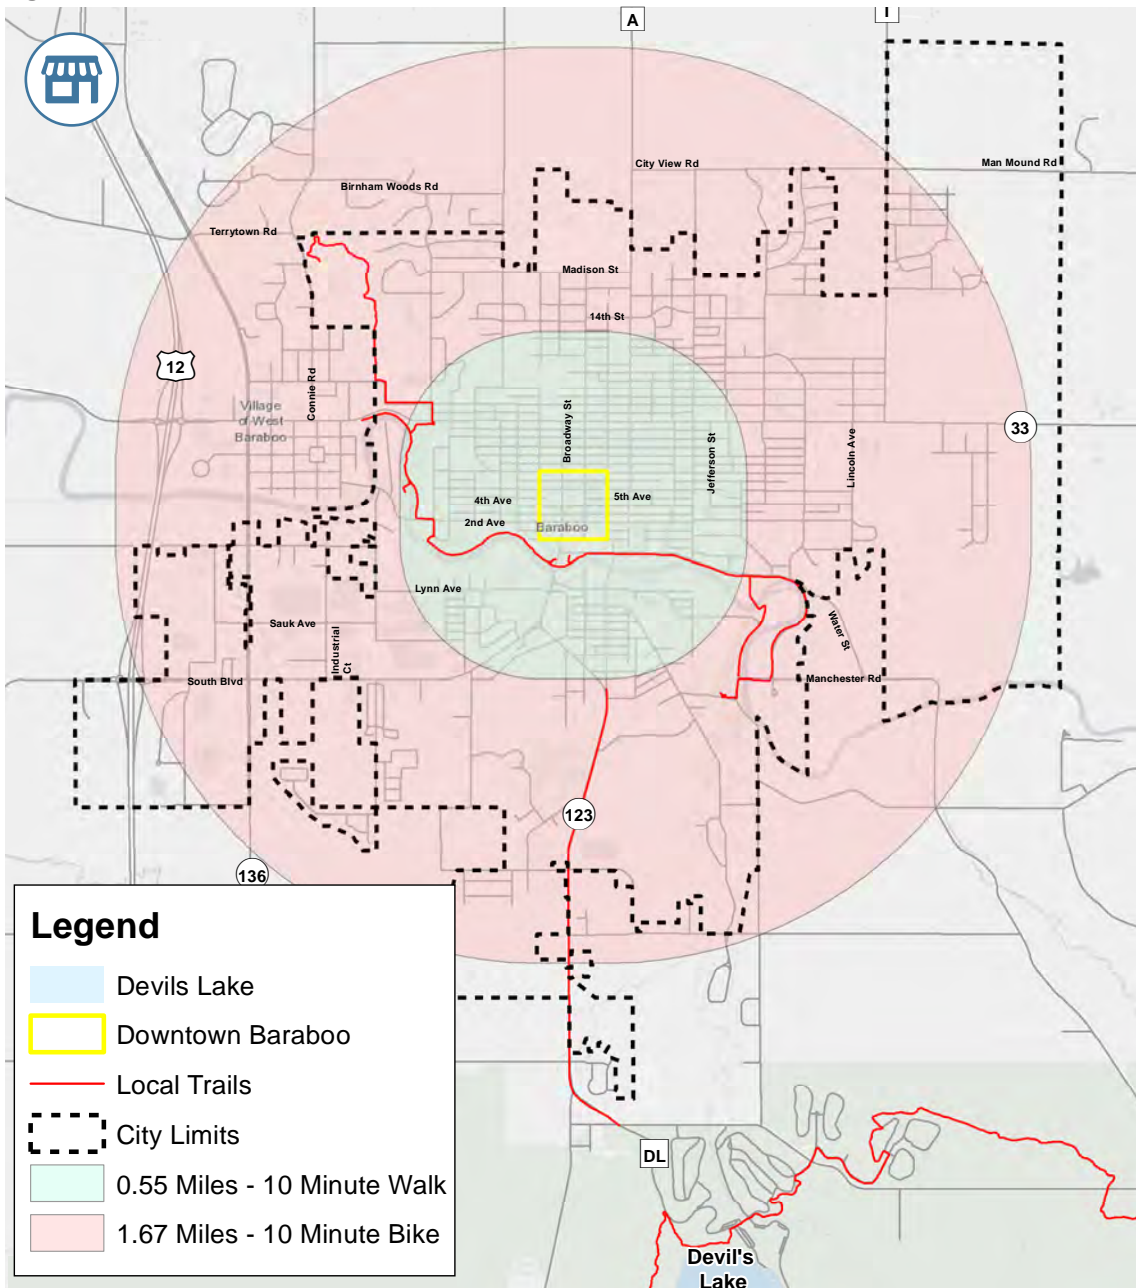 A
I
City View Rd
Man Mound Rd
Birnham Woods Rd
Terrytown Rd
Madison St
14th St
12
Connie Rd
Village
of West
Baraboo
Broadway St
Jefferson St
Lincoln Ave
33
4th Ave
5th Ave
2nd Ave
Baraboo
Lynn Ave
Sauk Ave
Industrial
Ct
Water St
South Blvd
Manchester Rd
123
136
Legend
Devils Lake
Downtown Baraboo
Local Trails
City Limits
0.55 Miles - 10 Minute Walk
1.67 Miles - 10 Minute Bike
DL
Devil's
Lake